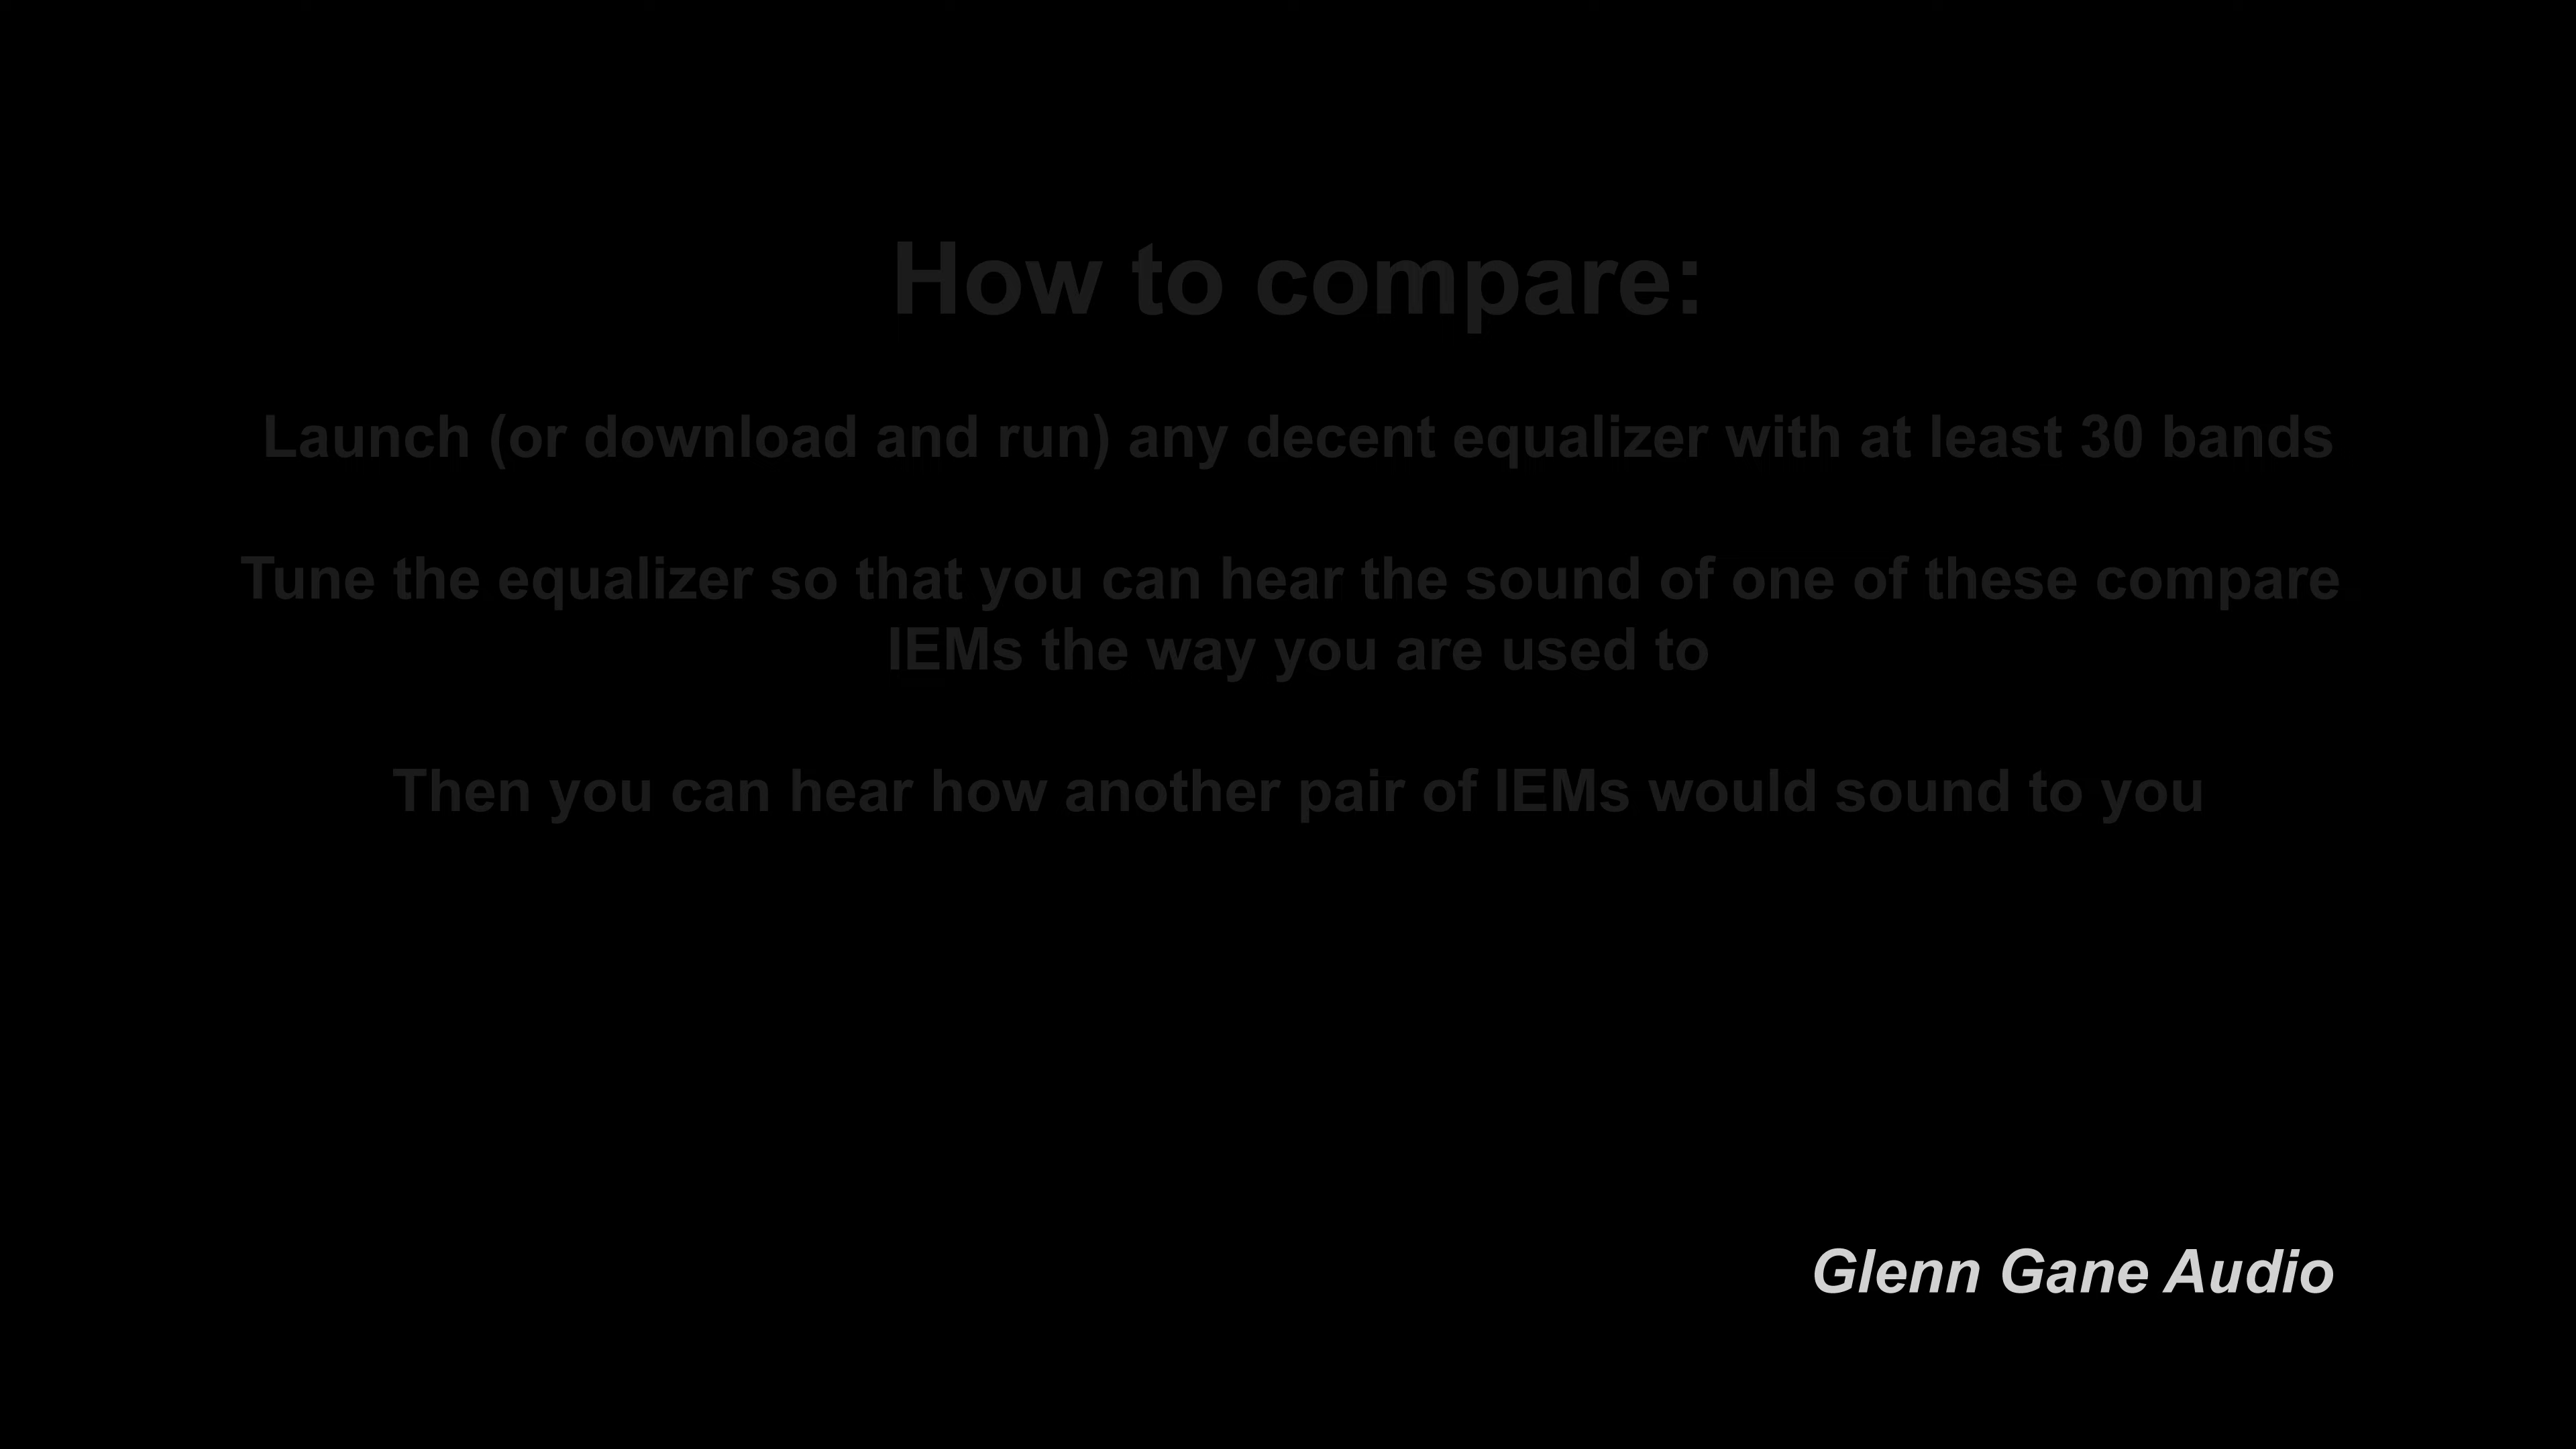 How to compare:
Launch (or download and run) any decent equalizer with at least 30 bands
Tune the equalizer so that you can hear the sound of one of these compare
IEMs the way you are used to
Then you can hear how another pair of IEMs would sound to you
Glenn Gane Audio